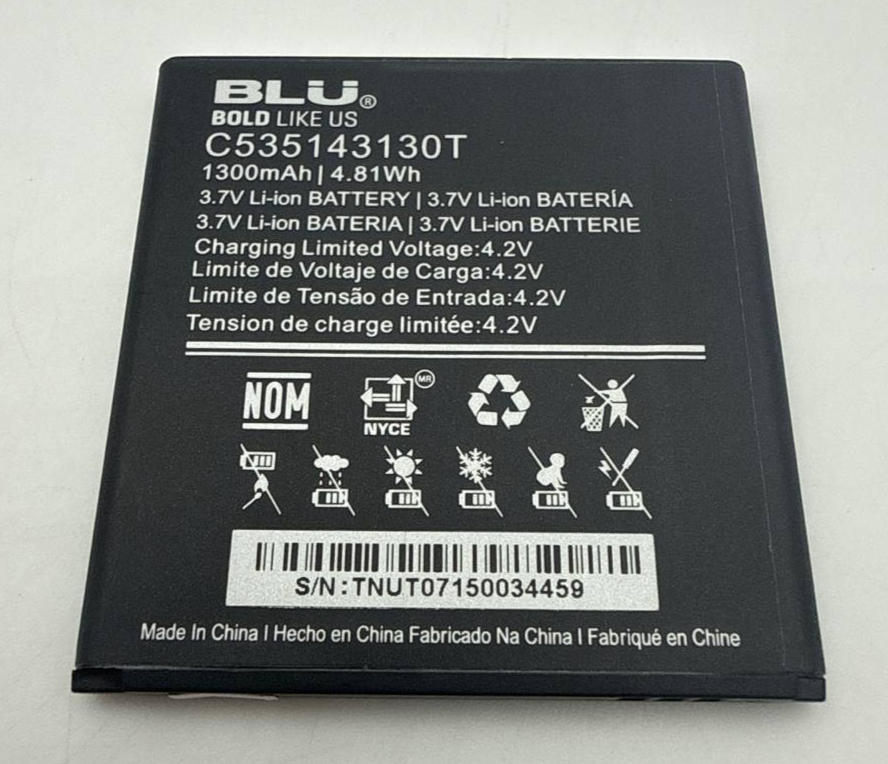 BLU®
BOLD LIKE US
C535143130T
1300mAh | 4.81Wh
3.7V Li-ion BATTERY | 3.7V Li-ion BATERÍA
3.7V Li-ion BATERIA | 3.7V Li-ion BATTERIE
Charging Limited Voltage:4.2V
Limite de Voltaje de Carga:4.2V
Limite de Tensão de Entrada:4.2V
Tension de charge limitée:4.2V
NOM
MR
NYCE
S/N:TNUT07150034459
Made In China I Hecho en China Fabricado Na China I Fabriqué en Chine